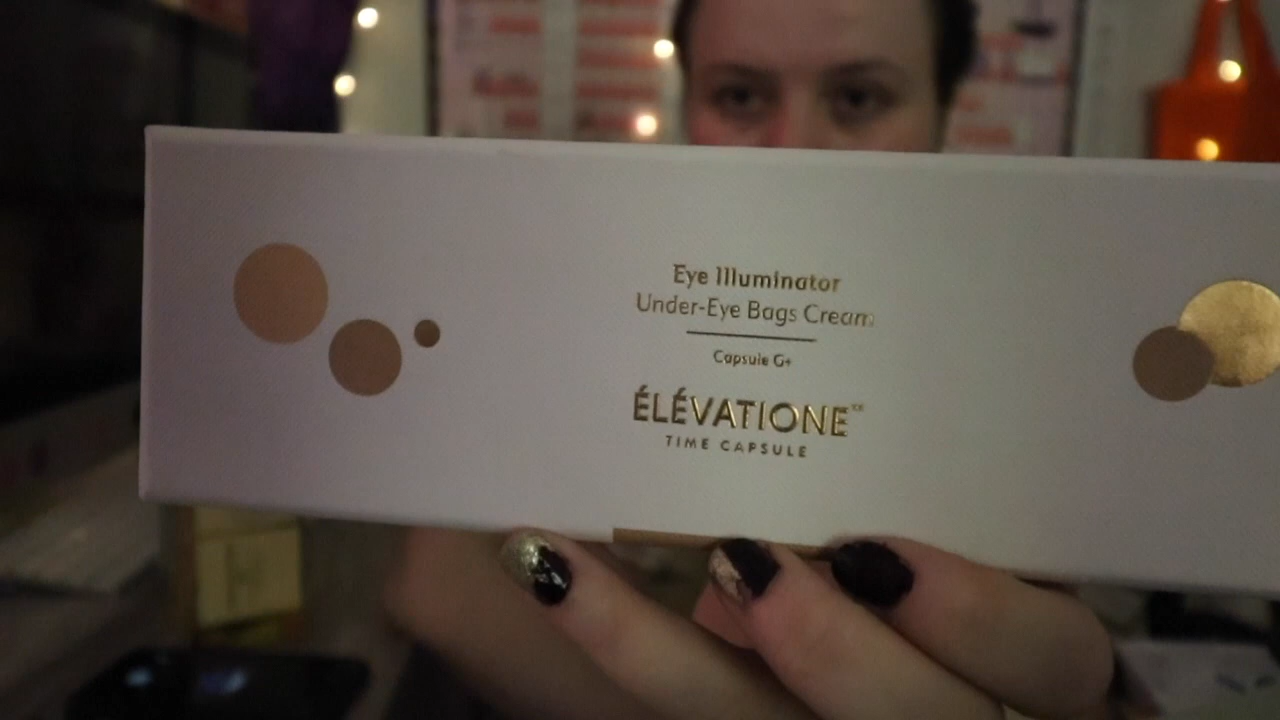 Eye Illuminator
Under-Eye Bags Cream
Capsule G+
ÉLÉVATIONE™
TIME CAPSULE